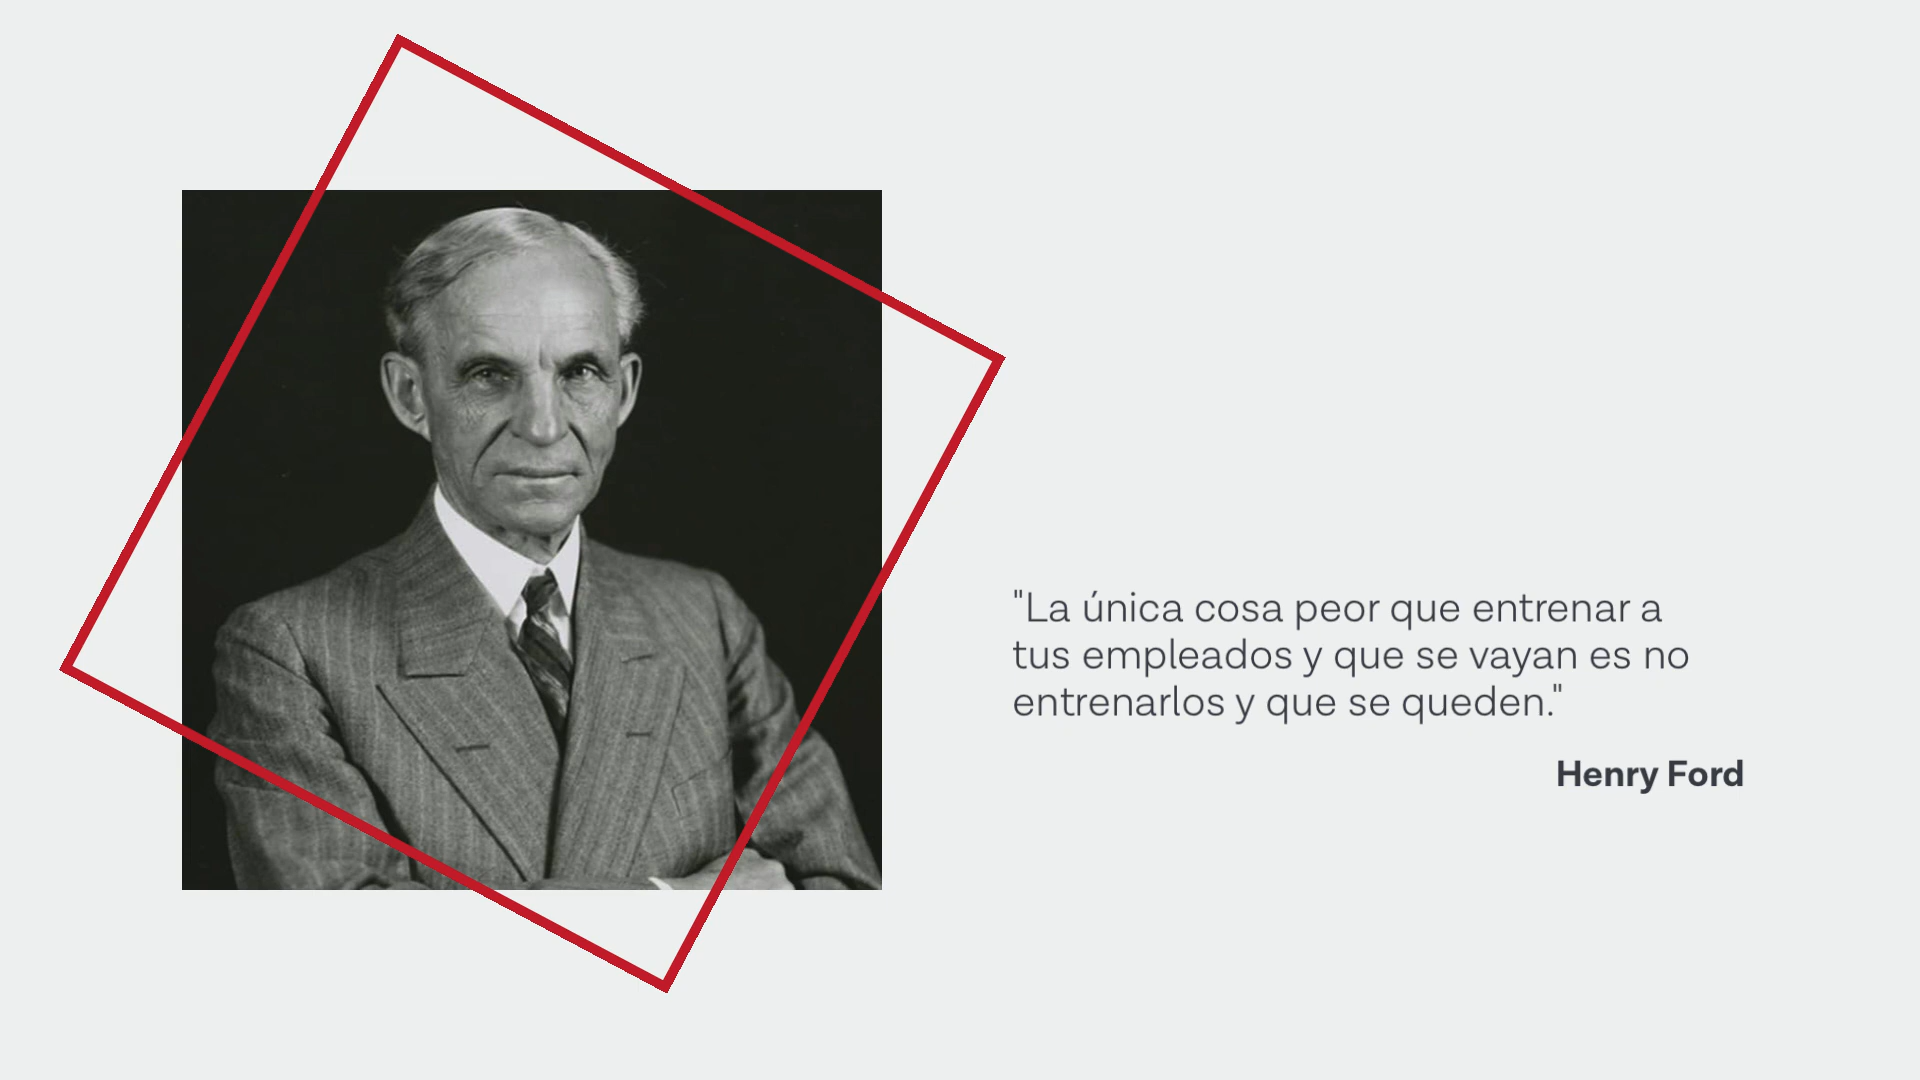 "La única cosa peor que entrenar a
tus empleados y que se vayan es no
entrenarlos y que se queden."
Henry Ford